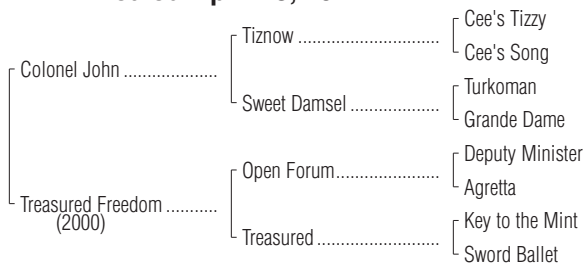 Cee's Tizzy
Tiznow
Cee's Song
Colonel John
Turkoman
Sweet Damsel
Grande Dame
Deputy Minister
Open Forum
Agretta
Treasured Freedom
(2000)
Key to the Mint
Treasured
Sword Ballet